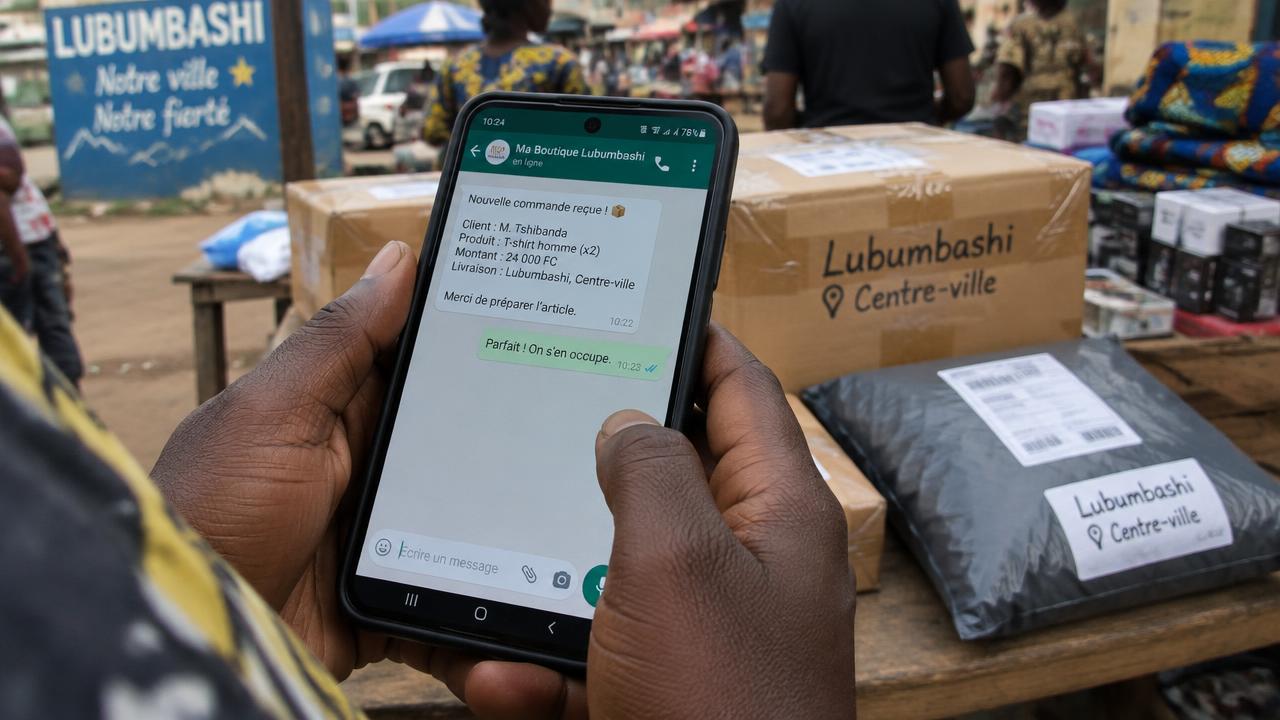 LUBUMBASHI
Notre ville
Notre fierté
10:24
76%
Ma Boutique Lubumbashi
en ligne
Nouvelle commande reçue ! 📦
Client : M. Tshibanda
Produit : T-shirt homme (x2)
Montant : 24 000 FC
Livraison : Lubumbashi, Centre-ville
Merci de préparer l'article.
10:22
Parfait ! On s'en occupe. 10:23
Écrire un message
Lubumbashi
Centre-ville
Lubumbashi
Centre-ville